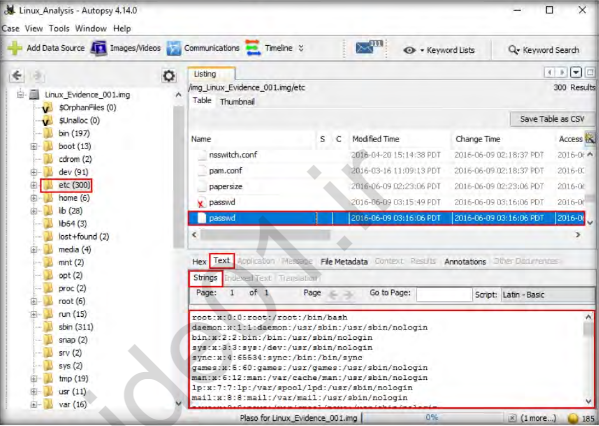 Linux_Analysis - Autopsy 4.14.0
Case View Tools Window Help
Add Data Source Images/Videos Communications Timeline Keyword Lists Keyword Search
Listing
/img_Linux_Evidence_001.img/etc
300 Results
Table Thumbnail
Save Table as CSV
Name S C Modified Time Change Time Access
nsswitch.conf 2016-04-20 15:14:38 PDT 2016-06-09 02:18:37 PDT 2016-0
pam.conf 2016-03-16 11:09:13 PDT 2016-06-09 02:18:37 PDT 2016-0
papersize 2016-06-09 02:23:06 PDT 2016-06-09 02:23:06 PDT 2016-0
passwd 2016-06-09 03:15:49 PDT 2016-06-09 03:16:06 PDT 2016-0
passwd 2016-06-09 03:16:06 PDT 2016-06-09 03:16:06 PDT 2016-0
Linux_Evidence_001.img
$OrphanFiles (0)
$Unalloc (0)
bin (197)
boot (13)
cdrom (2)
dev (91)
etc (300)
home (6)
lib (28)
lib64 (3)
lost+found (2)
media (4)
mnt (2)
opt (2)
proc (2)
root (6)
run (15)
sbin (311)
snap (2)
srv (2)
sys (2)
tmp (19)
usr (11)
var (16)
Hex Text Application Message File Metadata Context Results Annotations Other Occurrences
Strings Indexed Text Translation
Page: 1 of 1 Page Go to Page: Script: Latin - Basic
root:x:0:0:root:/root:/bin/bash
daemon:x:1:1:daemon:/usr/sbin:/usr/sbin/nologin
bin:x:2:2:bin:/bin:/usr/sbin/nologin
sys:x:3:3:sys:/dev:/usr/sbin/nologin
sync:x:4:65534:sync:/bin:/bin/sync
games:x:5:60:games:/usr/games:/usr/sbin/nologin
man:x:6:12:man:/var/cache/man:/usr/sbin/nologin
lp:x:7:7:lp:/var/spool/lpd:/usr/sbin/nologin
mail:x:8:8:mail:/var/mail:/usr/sbin/nologin
Plaso for Linux_Evidence_001.img 0% (1 more...) 185